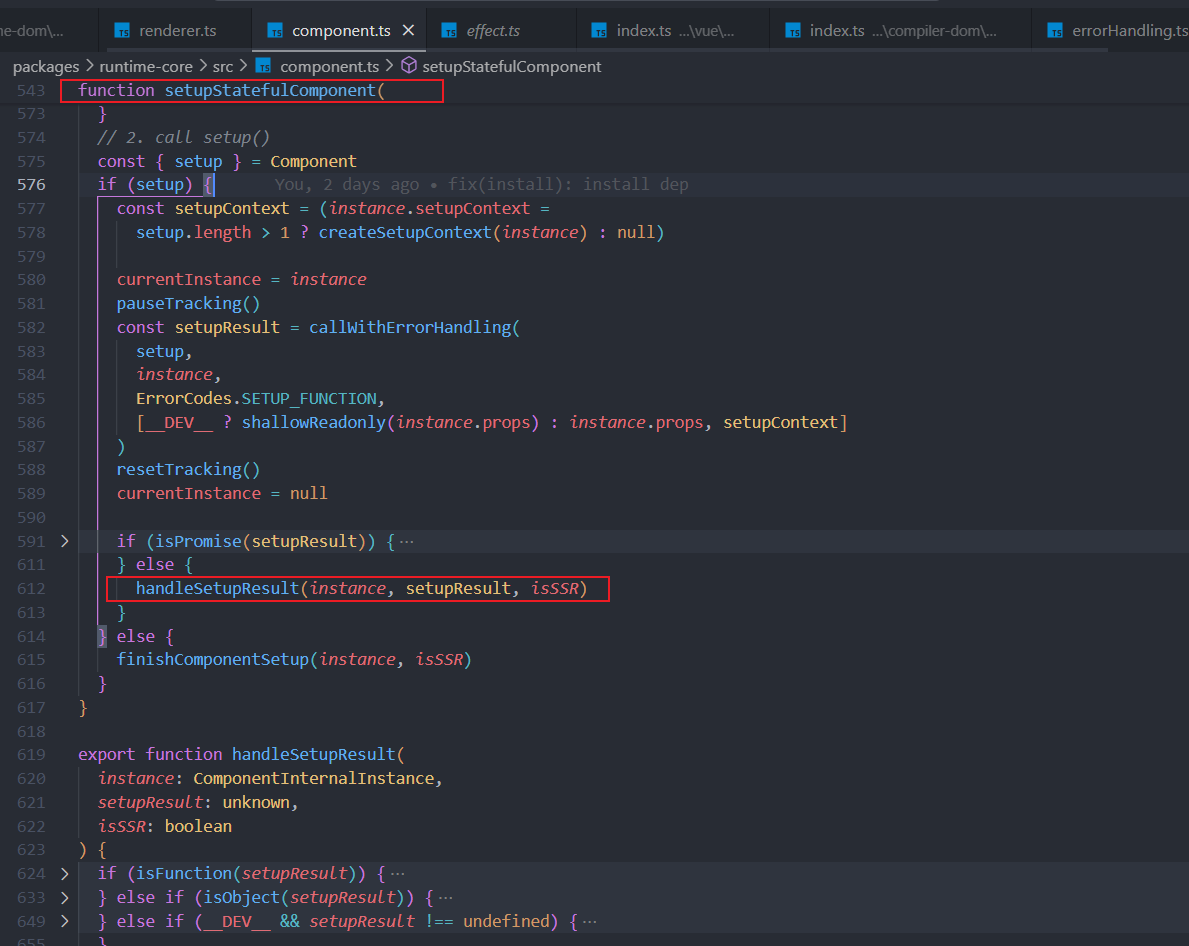 ne-dom\...
TS renderer.ts
TS component.ts
TS effect.ts
TS index.ts ...\vue\...
TS index.ts ...\compiler-dom\...
TS errorHandling.ts
packages > runtime-core > src > TS component.ts > setupStatefulComponent
543 function setupStatefulComponent(
573 }
574 // 2. call setup()
575 const { setup } = Component
576 if (setup) { You, 2 days ago • fix(install): install dep
577 const setupContext = (instance.setupContext =
578 setup.length > 1 ? createSetupContext(instance) : null)
579
580 currentInstance = instance
581 pauseTracking()
582 const setupResult = callWithErrorHandling(
583 setup,
584 instance,
585 ErrorCodes.SETUP_FUNCTION,
586 [__DEV__ ? shallowReadonly(instance.props) : instance.props, setupContext]
587 )
588 resetTracking()
589 currentInstance = null
590
591 > if (isPromise(setupResult)) { ...
611 } else {
612 handleSetupResult(instance, setupResult, isSSR)
613 }
614 } else {
615 finishComponentSetup(instance, isSSR)
616 }
617 }
618
619 export function handleSetupResult(
620 instance: ComponentInternalInstance,
621 setupResult: unknown,
622 isSSR: boolean
623 ) {
624 > if (isFunction(setupResult)) { ...
633 > } else if (isObject(setupResult)) { ...
649 > } else if (__DEV__ && setupResult !== undefined) { ...
655 }